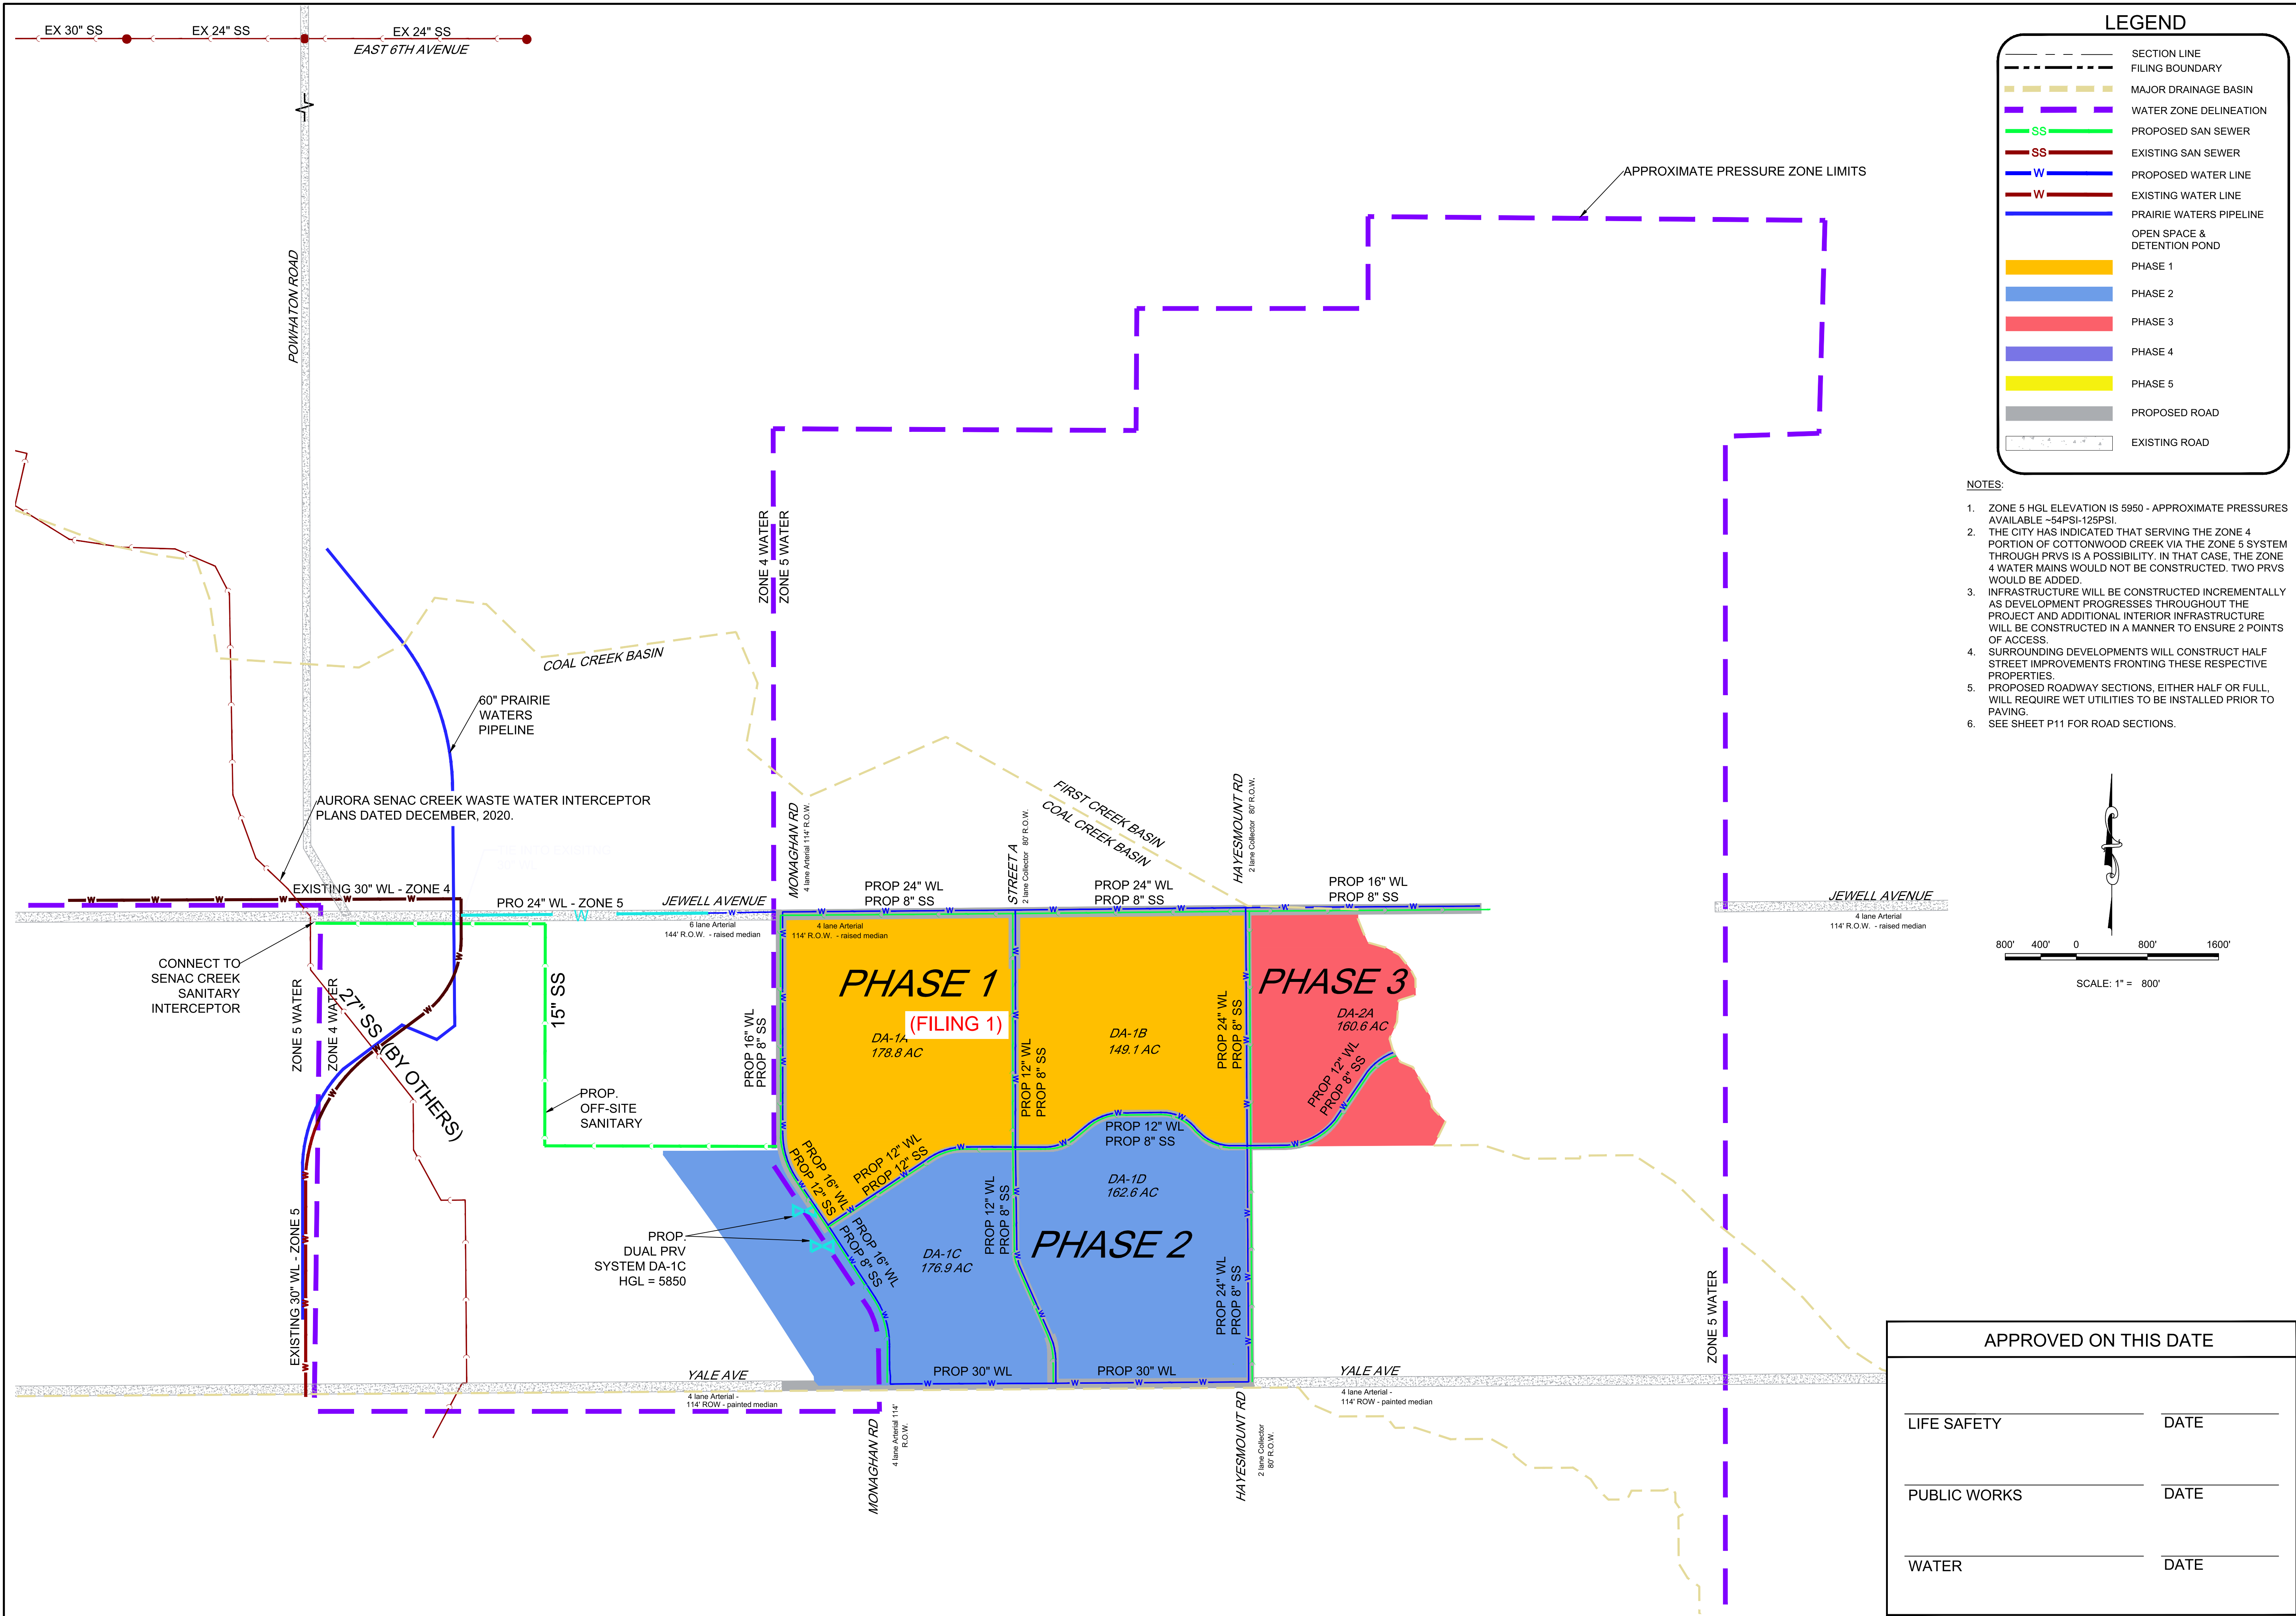 EX 30" SS
EX 24" SS
EX 24" SS
EAST 6TH AVENUE
POWHATON ROAD
APPROXIMATE PRESSURE ZONE LIMITS
ZONE 4 WATER
ZONE 5 WATER
COAL CREEK BASIN
60" PRAIRIE
WATERS
PIPELINE
AURORA SENAC CREEK WASTE WATER INTERCEPTOR
PLANS DATED DECEMBER, 2020.
FIRST CREEK BASIN
COAL CREEK BASIN
MONAGHAN RD
4 lane Arterial 114' R.O.W.
STREET A
2 lane Collector 80' R.O.W.
HAYESMOUNT RD
2 lane Collector 80' R.O.W.
EXISTING 30" WL - ZONE 4
PRO 24" WL - ZONE 5
JEWELL AVENUE
6 lane Arterial
144' R.O.W. - raised median
4 lane Arterial
114' R.O.W. - raised median
PROP 24" WL
PROP 8" SS
PROP 24" WL
PROP 8" SS
PROP 16" WL
PROP 8" SS
JEWELL AVENUE
4 lane Arterial
114' R.O.W. - raised median
CONNECT TO
SENAC CREEK
SANITARY
INTERCEPTOR
ZONE 5 WATER
ZONE 4 WATER
27" SS (BY OTHERS)
15" SS
PROP.
OFF-SITE
SANITARY
PROP 16" WL
PROP 8" SS
PHASE 1
(FILING 1)
DA-1A
178.8 AC
PROP 12" WL
PROP 8" SS
DA-1B
149.1 AC
PROP 24" WL
PROP 8" SS
PHASE 3
DA-2A
160.6 AC
PROP 12" WL
PROP 8" SS
PROP 16" WL
PROP 12" SS
PROP 12" WL
PROP 12" SS
PROP 12" WL
PROP 8" SS
PROP.
DUAL PRV
SYSTEM DA-1C
HGL = 5850
PROP 16" WL
PROP 8" SS
DA-1C
176.9 AC
PROP 12" WL
PROP 8" SS
DA-1D
162.6 AC
PHASE 2
PROP 24" WL
PROP 8" SS
EXISTING 30" WL - ZONE 5
ZONE 5 WATER
YALE AVE
4 lane Arterial -
114' ROW - painted median
PROP 30" WL
PROP 30" WL
YALE AVE
4 lane Arterial -
114' ROW - painted median
MONAGHAN RD
4 lane Arterial 114'
R.O.W.
HAYESMOUNT RD
2 lane Collector
80' R.O.W.
LEGEND
SECTION LINE
FILING BOUNDARY
MAJOR DRAINAGE BASIN
WATER ZONE DELINEATION
SS PROPOSED SAN SEWER
SS EXISTING SAN SEWER
W PROPOSED WATER LINE
W EXISTING WATER LINE
PRAIRIE WATERS PIPELINE
OPEN SPACE &
DETENTION POND
PHASE 1
PHASE 2
PHASE 3
PHASE 4
PHASE 5
PROPOSED ROAD
EXISTING ROAD
NOTES:
1. ZONE 5 HGL ELEVATION IS 5950 - APPROXIMATE PRESSURES
AVAILABLE ~54PSI-125PSI.
2. THE CITY HAS INDICATED THAT SERVING THE ZONE 4
PORTION OF COTTONWOOD CREEK VIA THE ZONE 5 SYSTEM
THROUGH PRVS IS A POSSIBILITY. IN THAT CASE, THE ZONE
4 WATER MAINS WOULD NOT BE CONSTRUCTED. TWO PRVS
WOULD BE ADDED.
3. INFRASTRUCTURE WILL BE CONSTRUCTED INCREMENTALLY
AS DEVELOPMENT PROGRESSES THROUGHOUT THE
PROJECT AND ADDITIONAL INTERIOR INFRASTRUCTURE
WILL BE CONSTRUCTED IN A MANNER TO ENSURE 2 POINTS
OF ACCESS.
4. SURROUNDING DEVELOPMENTS WILL CONSTRUCT HALF
STREET IMPROVEMENTS FRONTING THESE RESPECTIVE
PROPERTIES.
5. PROPOSED ROADWAY SECTIONS, EITHER HALF OR FULL,
WILL REQUIRE WET UTILITIES TO BE INSTALLED PRIOR TO
PAVING.
6. SEE SHEET P11 FOR ROAD SECTIONS.
800' 400' 0 800' 1600'
SCALE: 1" = 800'
APPROVED ON THIS DATE
LIFE SAFETY DATE
PUBLIC WORKS DATE
WATER DATE